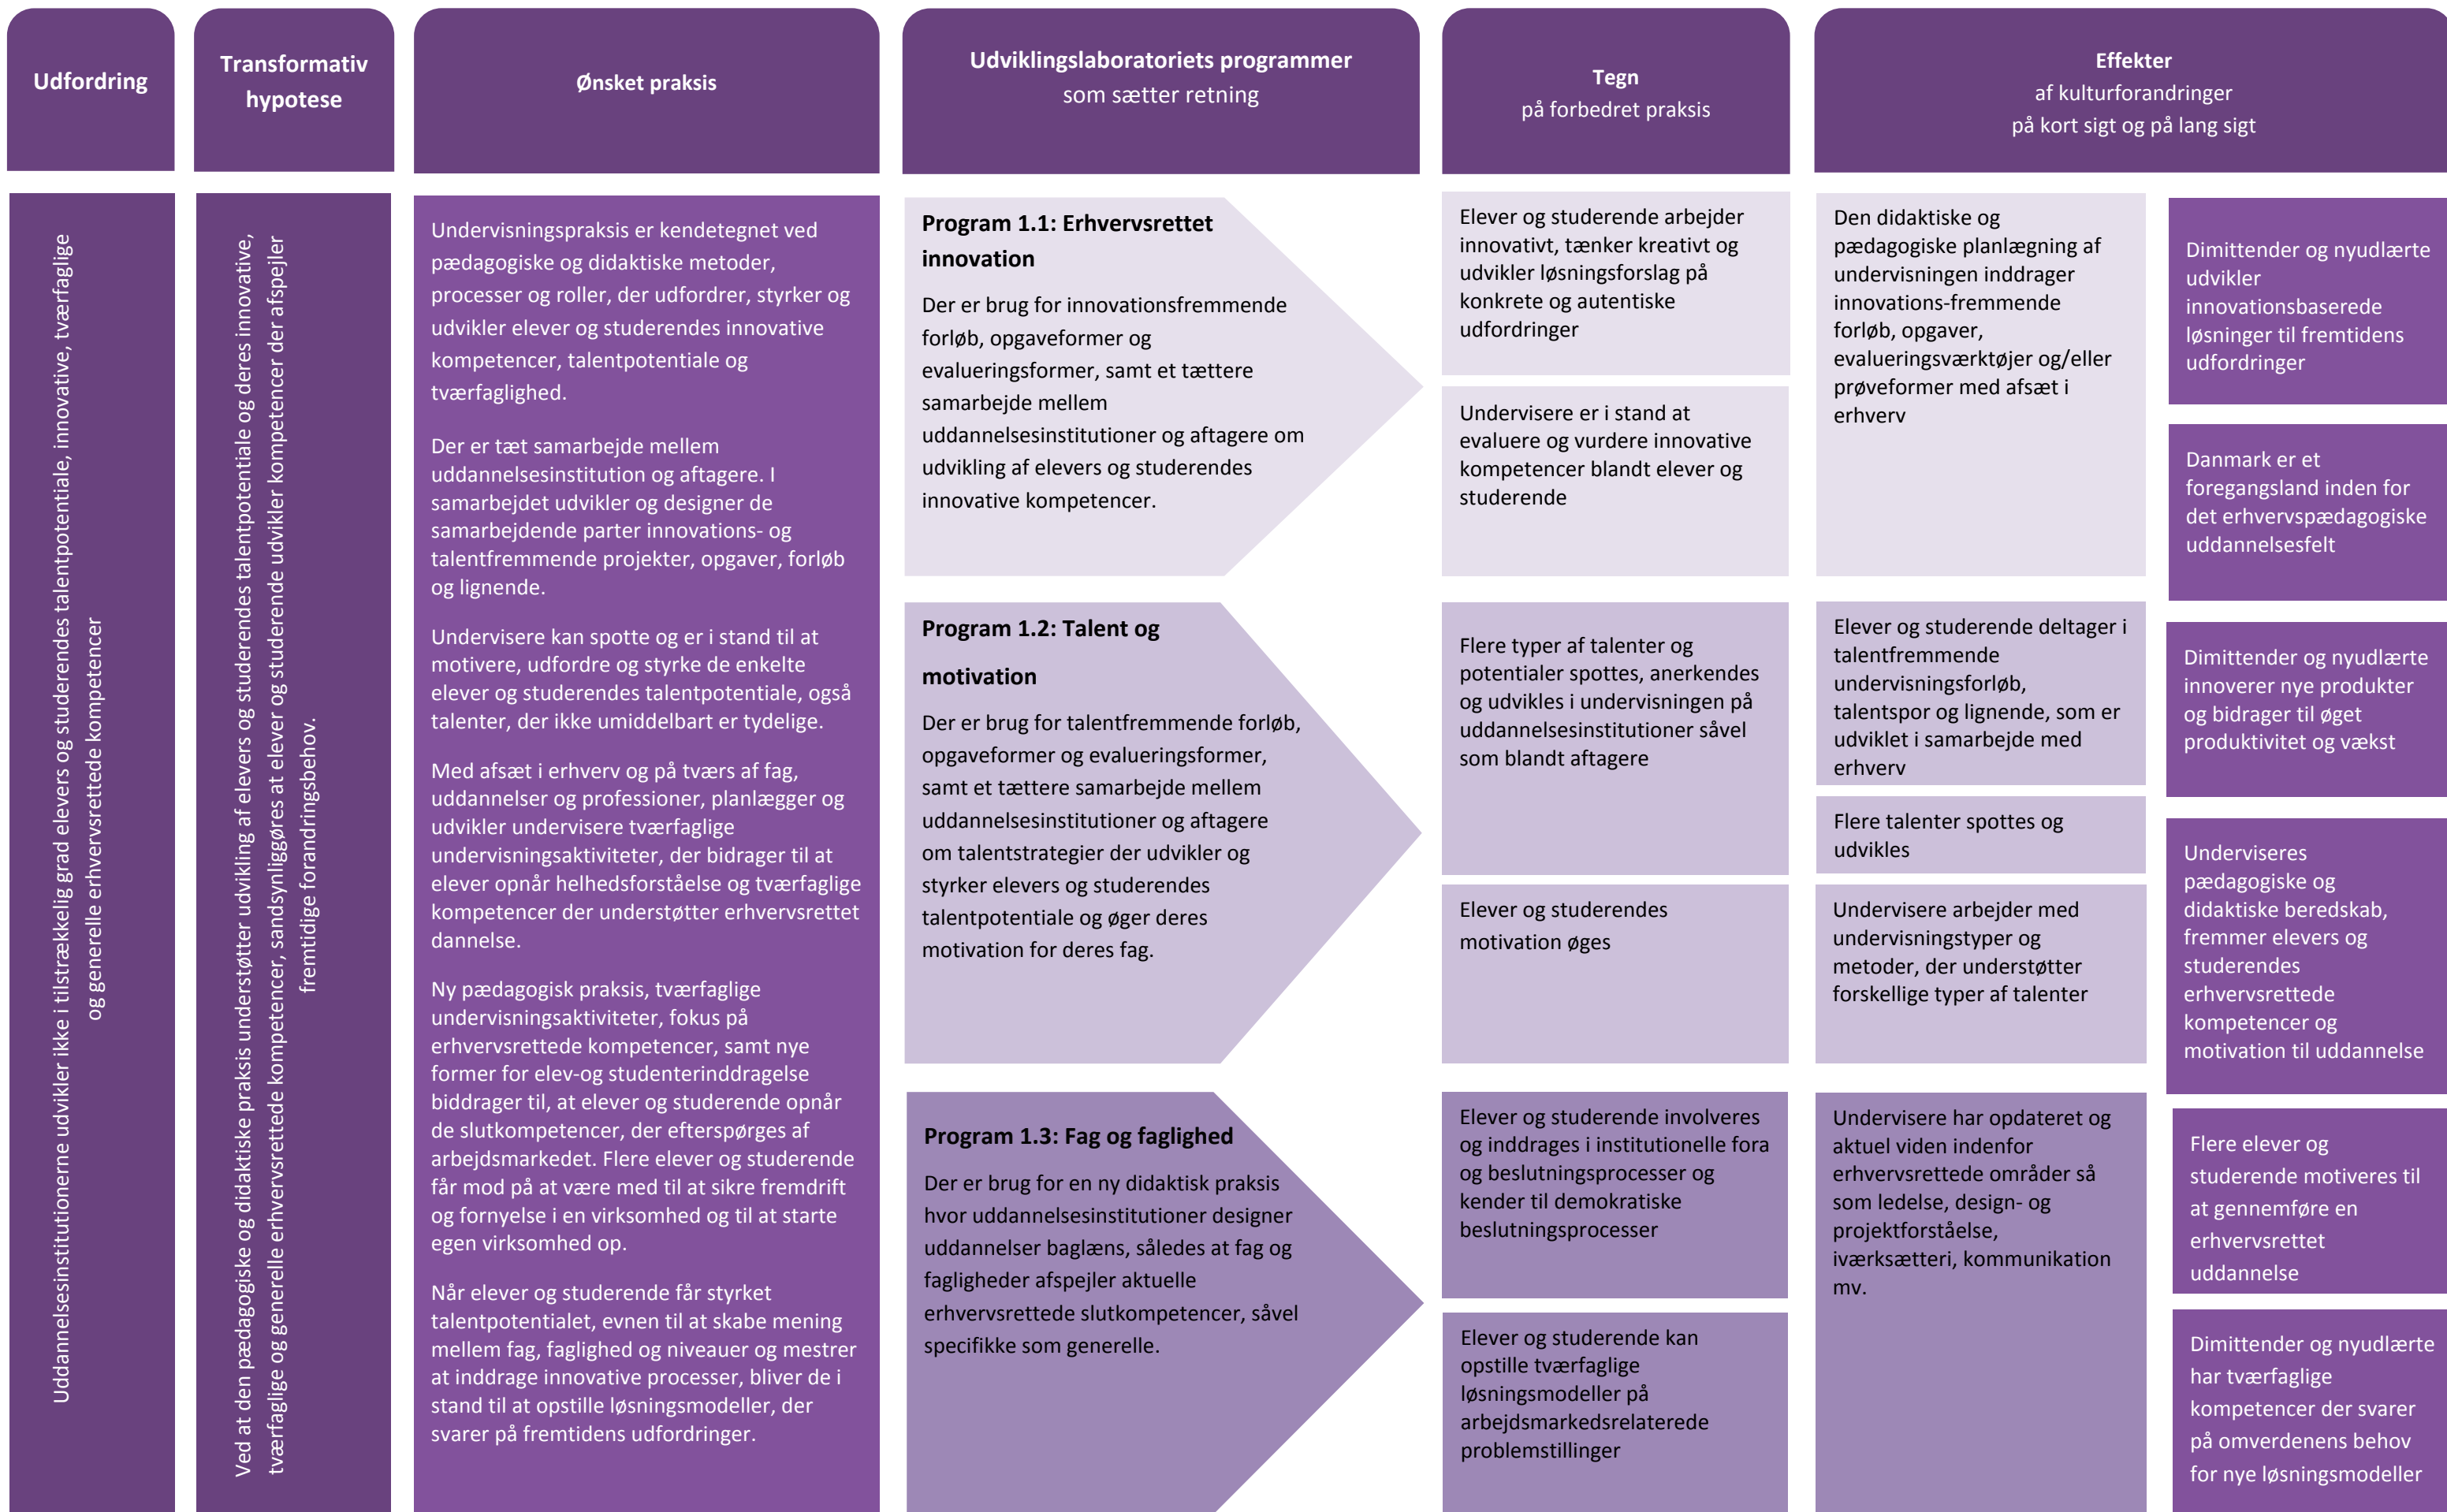 Udfordring
Transformativ
hypotese
Ønsket praksis
Udviklingslaboratoriets programmer
som sætter retning
Tegn
på forbedret praksis
Effekter
af kulturforandringer
på kort sigt og på lang sigt
Uddannelsesinstitutionerne udvikler ikke i tilstrækkelig grad elevers og studerendes talentpotentiale, innovative, tværfaglige
og generelle erhvervsrettede kompetencer
Ved at den pædagogiske og didaktiske praksis understøtter udvikling af elevers og studerendes talentpotentiale og deres innovative,
tværfaglige og generelle erhvervsrettede kompetencer, sandsynliggøres at elever og studerende udvikler kompetencer der afspejler
fremtidige forandringsbehov.
Undervisningspraksis er kendetegnet ved
pædagogiske og didaktiske metoder,
processer og roller, der udfordrer, styrker og
udvikler elever og studerendes innovative
kompetencer, talentpotentiale og
tværfaglighed.
Der er tæt samarbejde mellem
uddannelsesinstitution og aftagere. I
samarbejdet udvikler og designer de
samarbejdende parter innovations- og
talentfremmende projekter, opgaver, forløb
og lignende.
Undervisere kan spotte og er i stand til at
motivere, udfordre og styrke de enkelte
elever og studerendes talentpotentiale, også
talenter, der ikke umiddelbart er tydelige.
Med afsæt i erhverv og på tværs af fag,
uddannelser og professioner, planlægger og
udvikler undervisere tværfaglige
undervisningsaktiviteter, der bidrager til at
elever opnår helhedsforståelse og tværfaglige
kompetencer der understøtter erhvervsrettet
dannelse.
Ny pædagogisk praksis, tværfaglige
undervisningsaktiviteter, fokus på
erhvervsrettede kompetencer, samt nye
former for elev-og studenterinddragelse
biddrager til, at elever og studerende opnår
de slutkompetencer, der efterspørges af
arbejdsmarkedet. Flere elever og studerende
får mod på at være med til at sikre fremdrift
og fornyelse i en virksomhed og til at starte
egen virksomhed op.
Når elever og studerende får styrket
talentpotentialet, evnen til at skabe mening
mellem fag, faglighed og niveauer og mestrer
at inddrage innovative processer, bliver de i
stand til at opstille løsningsmodeller, der
svarer på fremtidens udfordringer.
Program 1.1: Erhvervsrettet
innovation
Der er brug for innovationsfremmende
forløb, opgaveformer og
evalueringsformer, samt et tættere
samarbejde mellem
uddannelsesinstitutioner og aftagere om
udvikling af elevers og studerendes
innovative kompetencer.
Program 1.2: Talent og
motivation
Der er brug for talentfremmende forløb,
opgaveformer og evalueringsformer,
samt et tættere samarbejde mellem
uddannelsesinstitutioner og aftagere
om talentstrategier der udvikler og
styrker elevers og studerendes
talentpotentiale og øger deres
motivation for deres fag.
Program 1.3: Fag og faglighed
Der er brug for en ny didaktisk praksis
hvor uddannelsesinstitutioner designer
uddannelser baglæns, således at fag og
fagligheder afspejler aktuelle
erhvervsrettede slutkompetencer, såvel
specifikke som generelle.
Elever og studerende arbejder
innovativt, tænker kreativt og
udvikler løsningsforslag på
konkrete og autentiske
udfordringer
Undervisere er i stand at
evaluere og vurdere innovative
kompetencer blandt elever og
studerende
Flere typer af talenter og
potentialer spottes, anerkendes
og udvikles i undervisningen på
uddannelsesinstitutioner såvel
som blandt aftagere
Elever og studerendes
motivation øges
Elever og studerende involveres
og inddrages i institutionelle fora
og beslutningsprocesser og
kender til demokratiske
beslutningsprocesser
Elever og studerende kan
opstille tværfaglige
løsningsmodeller på
arbejdsmarkedsrelaterede
problemstillinger
Den didaktiske og
pædagogiske planlægning af
undervisningen inddrager
innovations-fremmende
forløb, opgaver,
evalueringsværktøjer og/eller
prøveformer med afsæt i
erhverv
Elever og studerende deltager i
talentfremmende
undervisningsforløb,
talentspor og lignende, som er
udviklet i samarbejde med
erhverv
Flere talenter spottes og
udvikles
Undervisere arbejder med
undervisningstyper og
metoder, der understøtter
forskellige typer af talenter
Undervisere har opdateret og
aktuel viden indenfor
erhvervsrettede områder så
som ledelse, design- og
projektforståelse,
iværksætteri, kommunikation
mv.
Dimittender og nyudlærte
udvikler
innovationsbaserede
løsninger til fremtidens
udfordringer
Danmark er et
foregangsland inden for
det erhvervspædagogiske
uddannelsesfelt
Dimittender og nyudlærte
innoverer nye produkter
og bidrager til øget
produktivitet og vækst
Underviseres
pædagogiske og
didaktiske beredskab,
fremmer elevers og
studerendes
erhvervsrettede
kompetencer og
motivation til uddannelse
Flere elever og
studerende motiveres til
at gennemføre en
erhvervsrettet
uddannelse
Dimittender og nyudlærte
har tværfaglige
kompetencer der svarer
på omverdenens behov
for nye løsningsmodeller